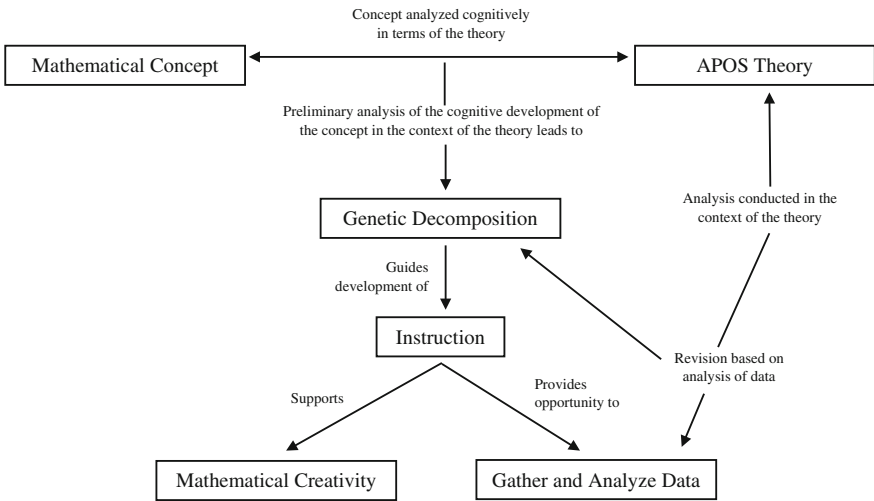 Concept analyzed cognitively
in terms of the theory
Mathematical Concept
APOS Theory
Preliminary analysis of the cognitive development of
the concept in the context of the theory leads to
Analysis conducted in the
context of the theory
Genetic Decomposition
Guides
development of
Instruction
Revision based on
analysis of data
Supports
Provides
opportunity to
Mathematical Creativity
Gather and Analyze Data